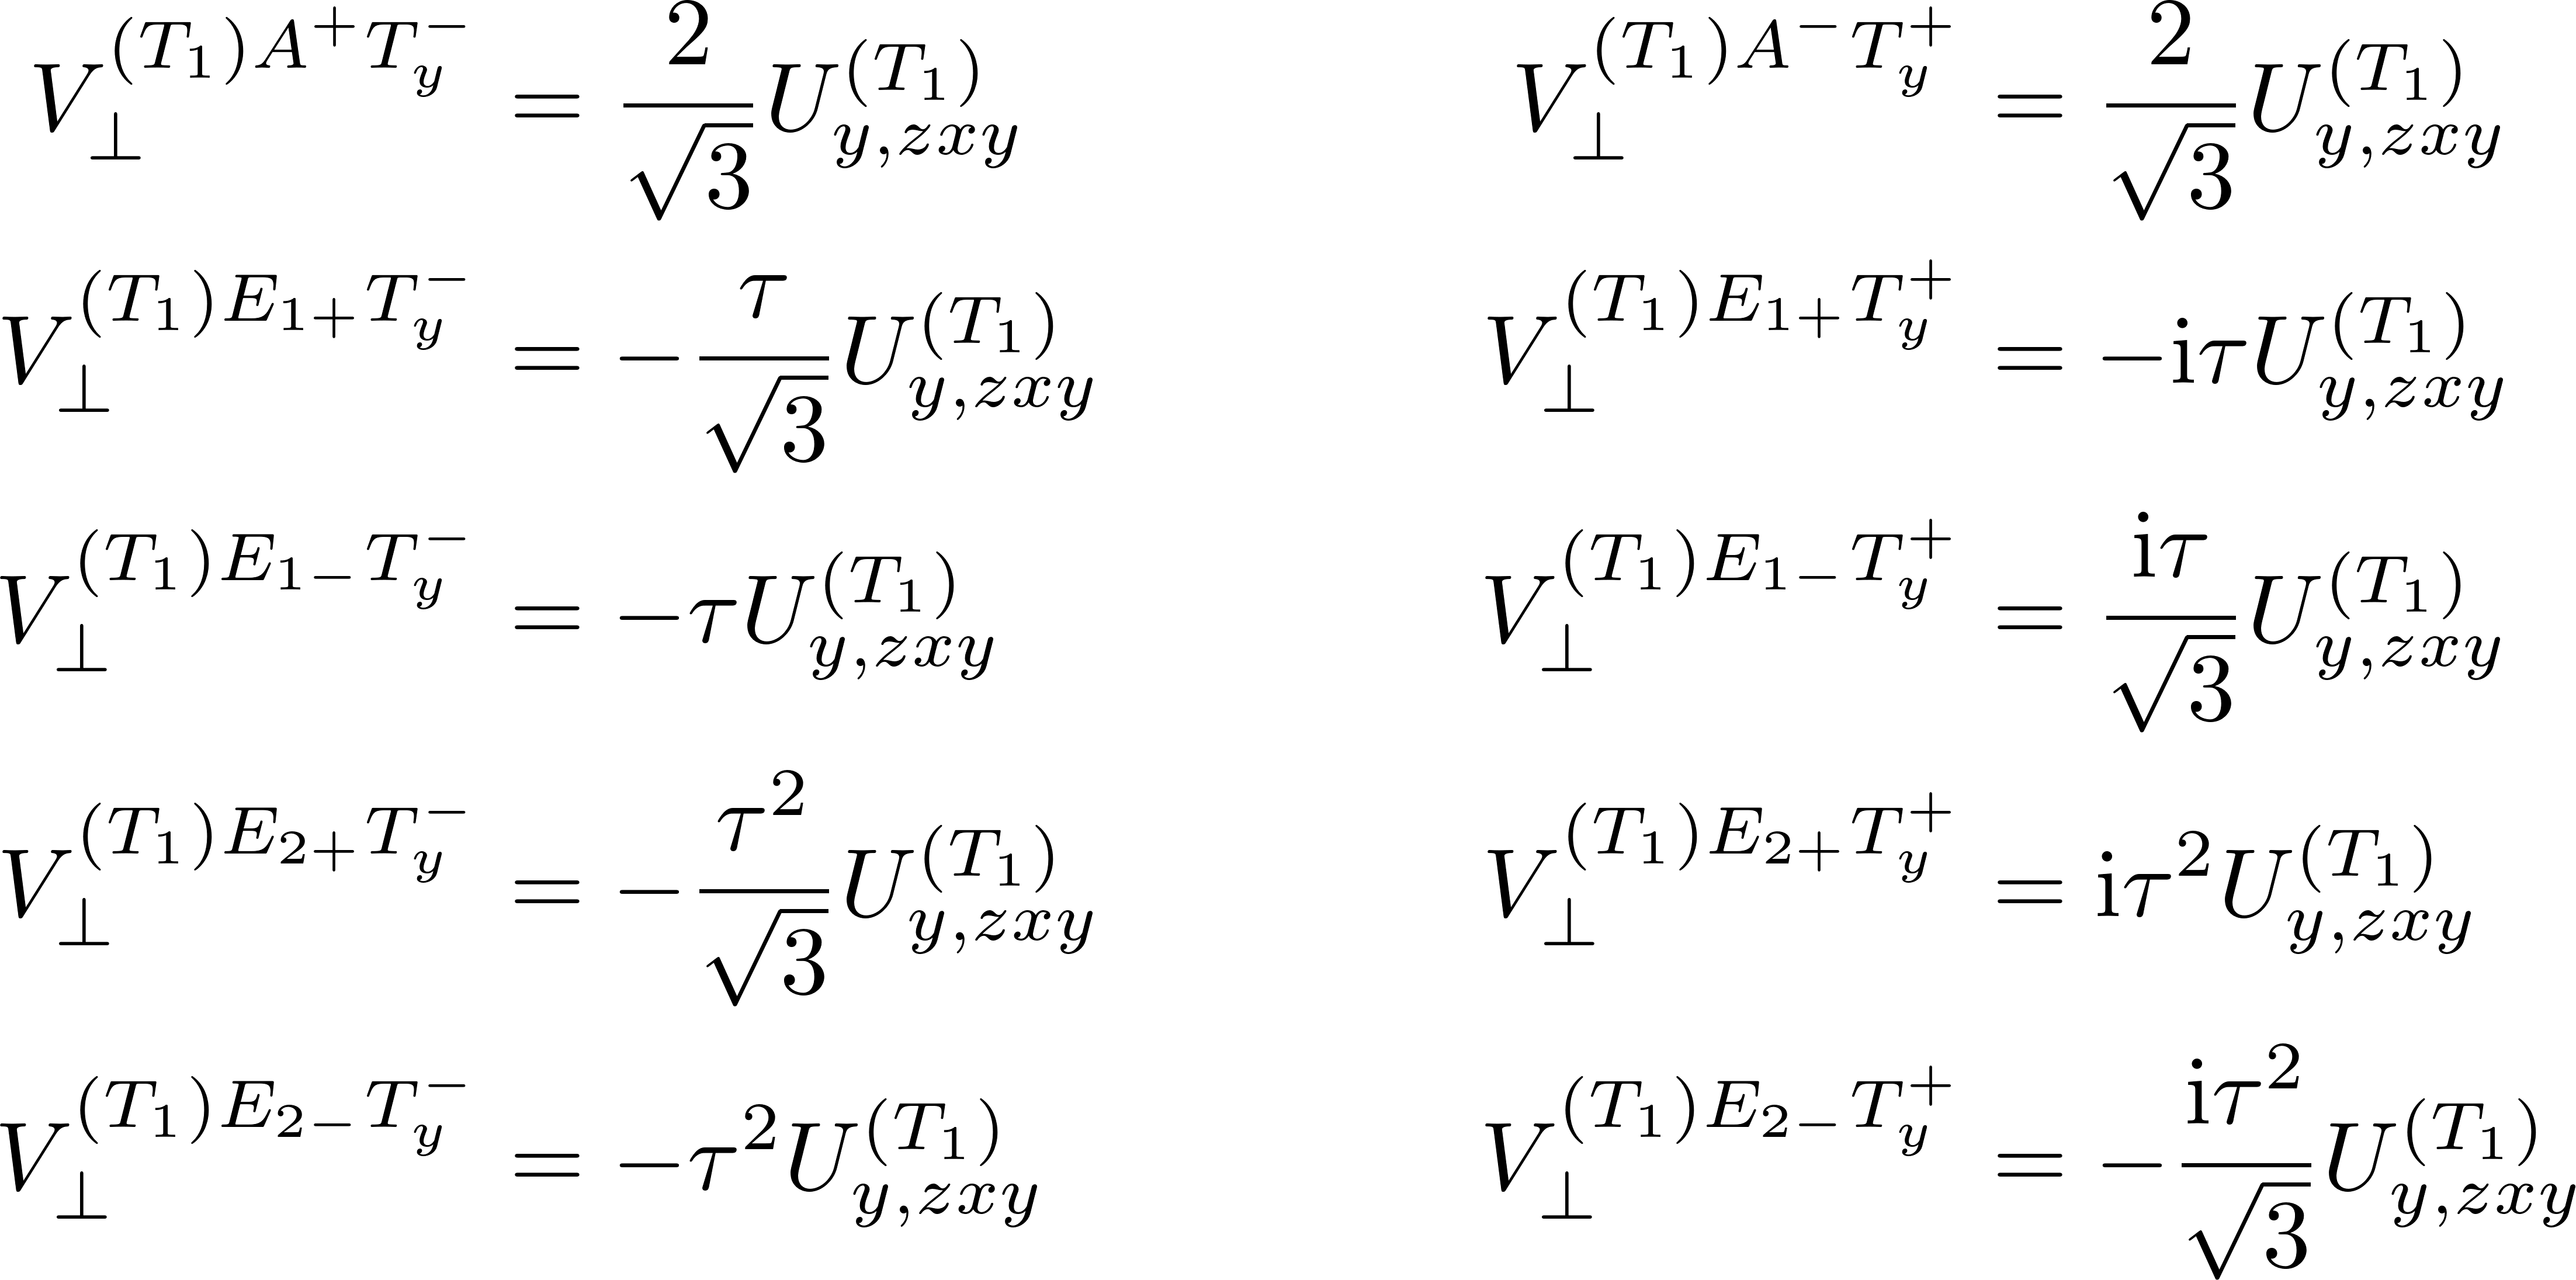 $V_{\perp}^{(T_1)A^{+}T_y^{-}} = \frac{2}{\sqrt{3}} U_{y,zxy}^{(T_1)} \qquad V_{\perp}^{(T_1)A^{-}T_y^{+}} = \frac{2}{\sqrt{3}} U_{y,zxy}^{(T_1)}$
$V_{\perp}^{(T_1)E_{1+}T_y^{-}} = -\frac{\tau}{\sqrt{3}} U_{y,zxy}^{(T_1)} \qquad V_{\perp}^{(T_1)E_{1+}T_y^{+}} = -\mathrm{i}\tau U_{y,zxy}^{(T_1)}$
$V_{\perp}^{(T_1)E_{1-}T_y^{-}} = -\tau U_{y,zxy}^{(T_1)} \qquad V_{\perp}^{(T_1)E_{1-}T_y^{+}} = \frac{\mathrm{i}\tau}{\sqrt{3}} U_{y,zxy}^{(T_1)}$
$V_{\perp}^{(T_1)E_{2+}T_y^{-}} = -\frac{\tau^2}{\sqrt{3}} U_{y,zxy}^{(T_1)} \qquad V_{\perp}^{(T_1)E_{2+}T_y^{+}} = \mathrm{i}\tau^2 U_{y,zxy}^{(T_1)}$
$V_{\perp}^{(T_1)E_{2-}T_y^{-}} = -\tau^2 U_{y,zxy}^{(T_1)} \qquad V_{\perp}^{(T_1)E_{2-}T_y^{+}} = -\frac{\mathrm{i}\tau^2}{\sqrt{3}} U_{y,zxy}^{(T_1)}$